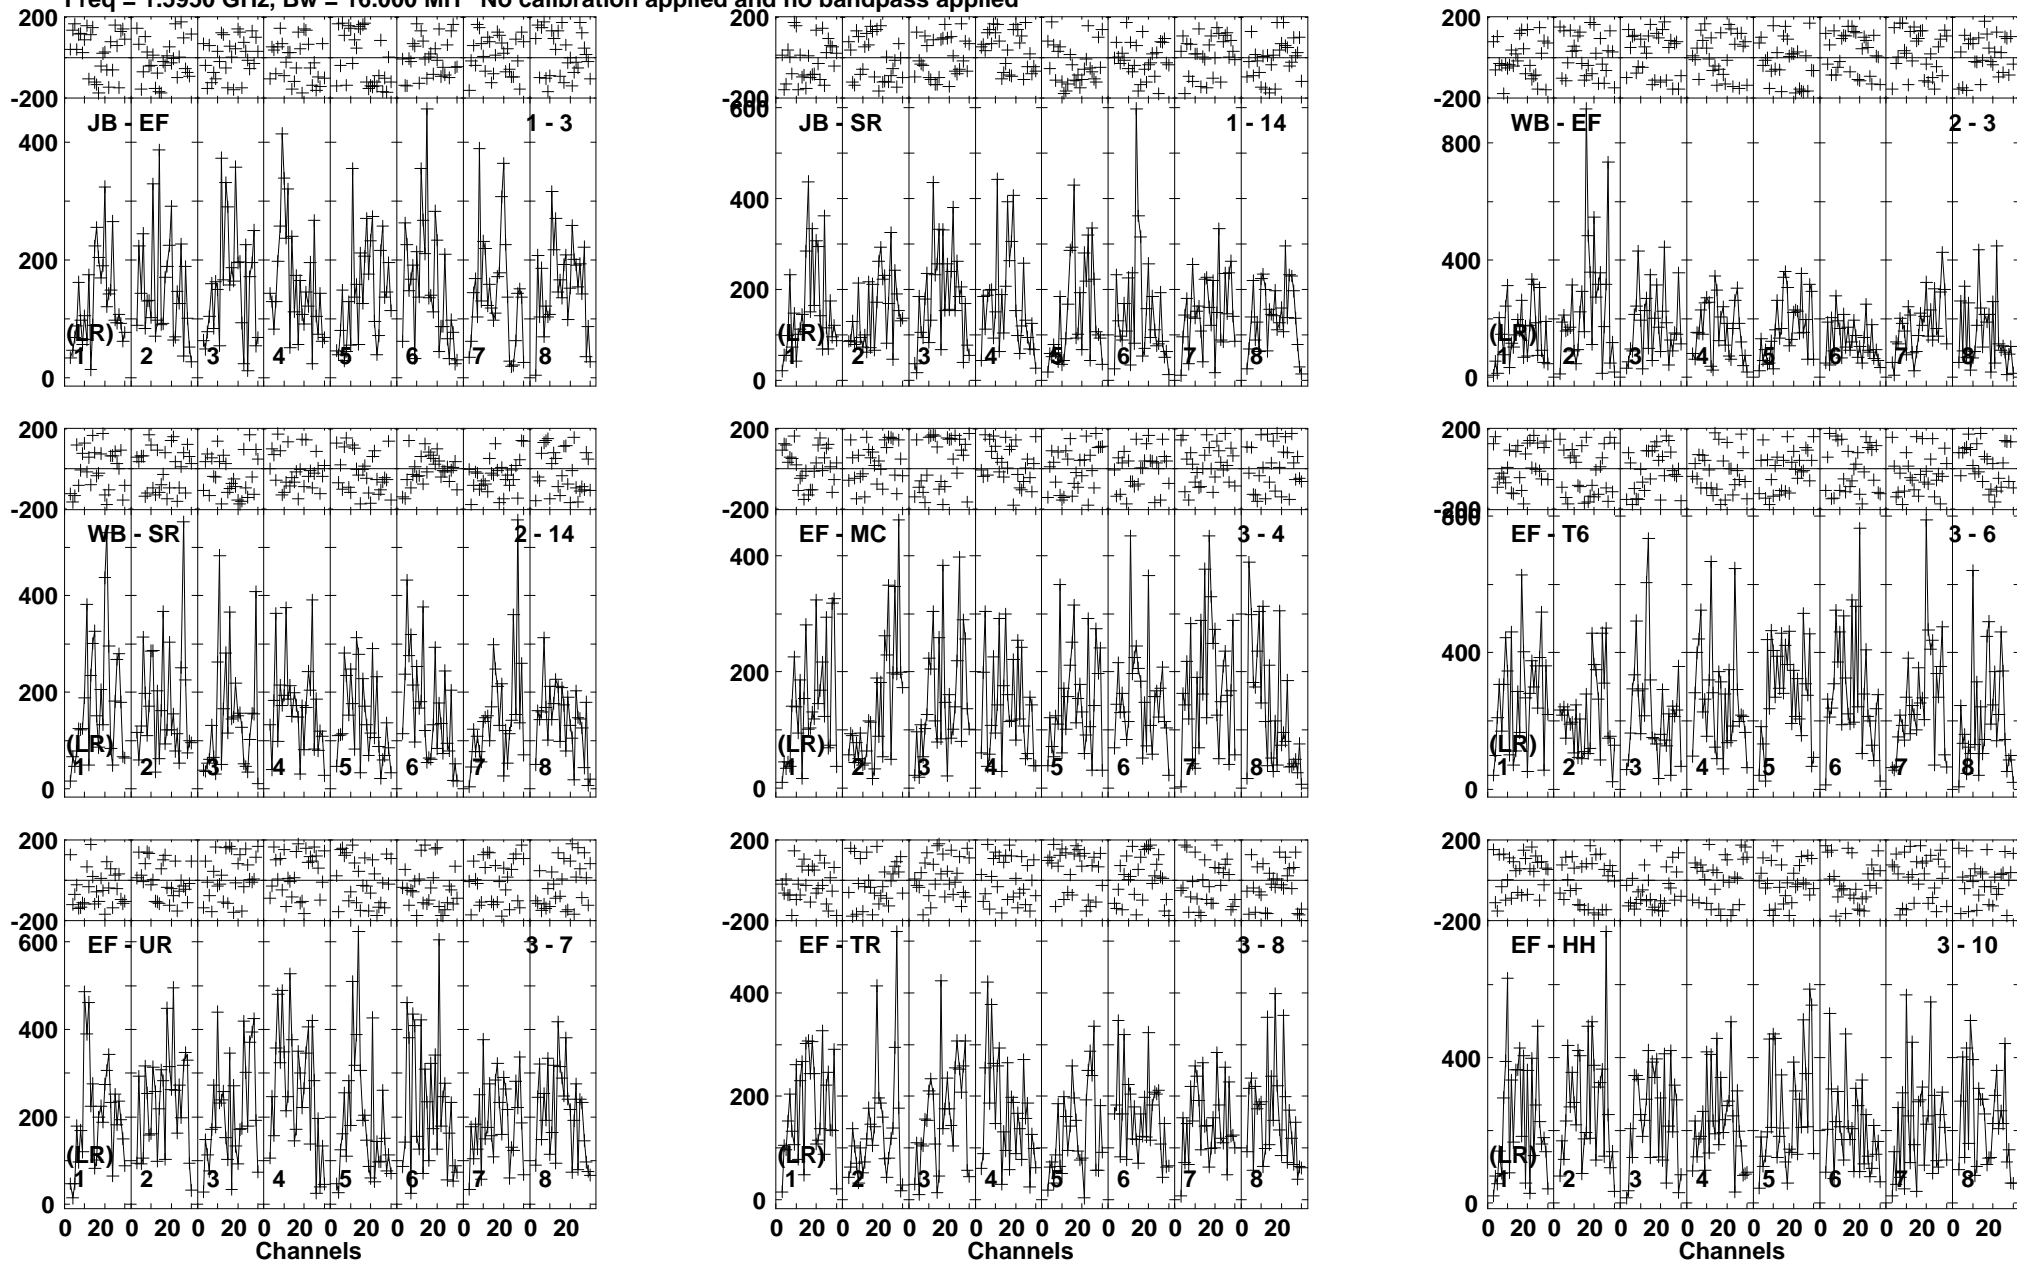 Freq = 1.5950 GHz, Bw = 16.000 MH No calibration applied and no bandpass applied
200 200 200
-200 -200 -200
JB - EF 1 - 3 JB - SR 1 - 14 WB - EF 2 - 3
400 200 0 600 400 200 0 800 400 0
(LR) (LR) (LR)
1 2 3 4 5 6 7 8 1 2 3 4 5 6 7 8 1 2 3 4 5 6 7 8
200 200 200
-200 -200 -200
WB - SR 2 - 14 EF - MC 3 - 4 EF - T6 3 - 6
400 200 0 400 200 0 800 400 0
(LR) (LR) (LR)
1 2 3 4 5 6 7 8 1 2 3 4 5 6 7 8 1 2 3 4 5 6 7 8
200 200 200
-200 -200 -200
EF - UR 3 - 7 EF - TR 3 - 8 EF - HH 3 - 10
600 400 200 0 400 200 0 400 0
(LR) (LR) (LR)
1 2 3 4 5 6 7 8 1 2 3 4 5 6 7 8 1 2 3 4 5 6 7 8
0 20 0 20 0 20 0 20 0 20 0 20 0 20 0 20 0 20 0 20 0 20 0 20 0 20 0 20 0 20 0 20 0 20 0 20 0 20 0 20 0 20 0 20 0 20 0 20
Channels Channels Channels